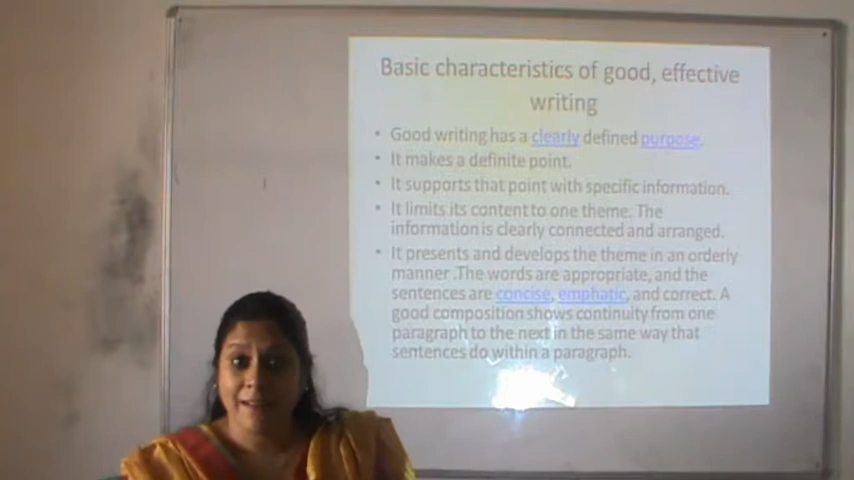 Basic characteristics of good, effective
writing
• Good writing has a clearly defined purpose.
• It makes a definite point.
• It supports that point with specific information.
• It limits its content to one theme. The
information is clearly connected and arranged.
• It presents and develops the theme in an orderly
manner .The words are appropriate, and the
sentences are concise, emphatic, and correct. A
good composition shows continuity from one
paragraph to the next in the same way that
sentences do within a paragraph.